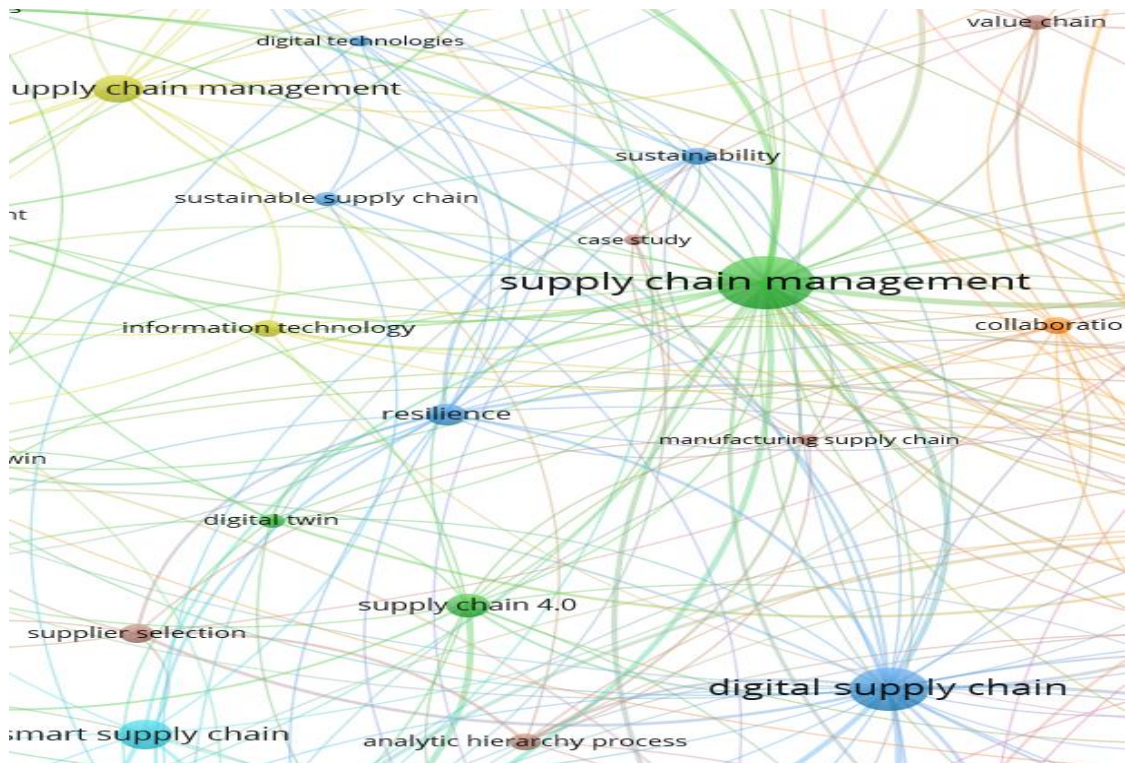 value chain
digital technologies
upply chain management
sustainability
sustainable supply chain
nt
case study
supply chain management
information technology
collaboratio
resilience
manufacturing supply chain
win
digital twin
supply chain 4.0
supplier selection
digital supply chain
smart supply chain
analytic hierarchy process